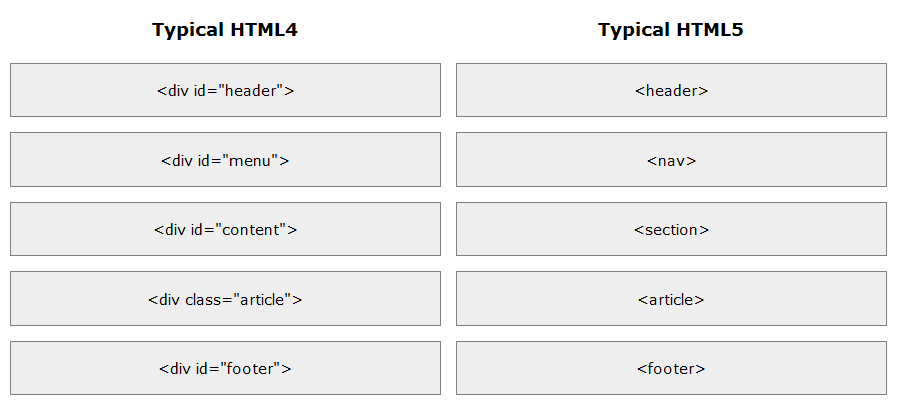 Typical HTML4
Typical HTML5
<div id="header">
<header>
<div id="menu">
<nav>
<div id="content">
<section>
<div class="article">
<article>
<div id="footer">
<footer>